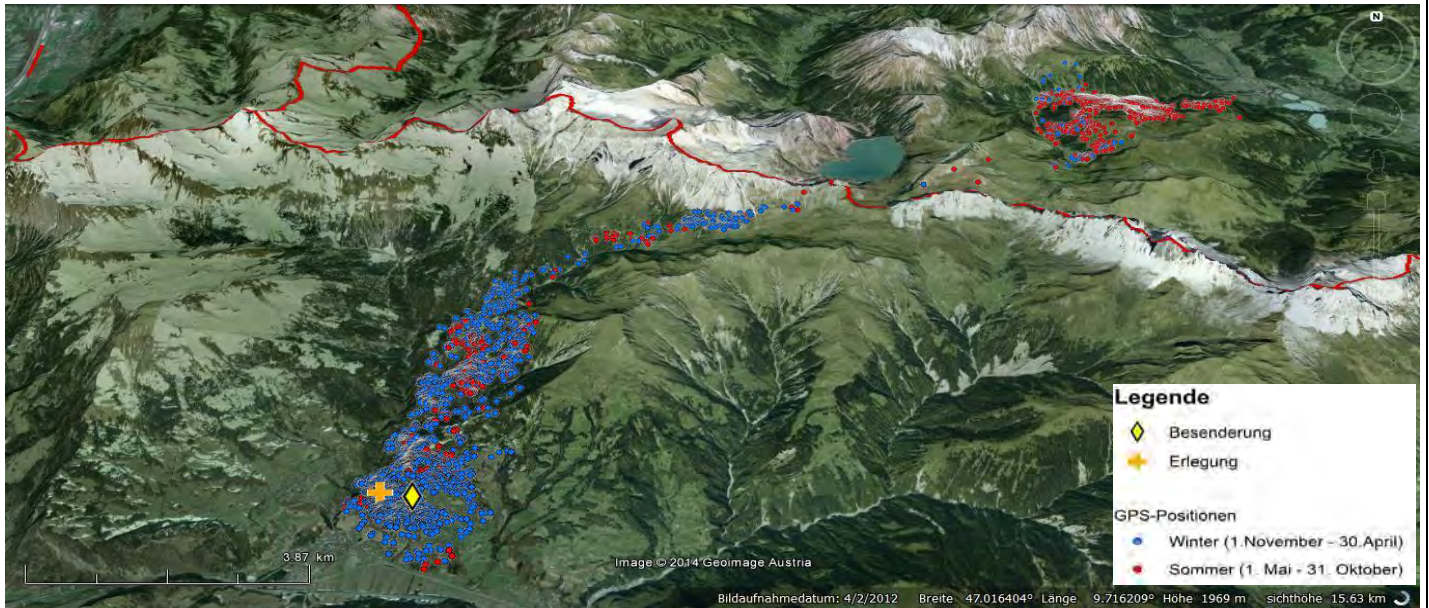 N
Legende
Besenderung
Erlegung
GPS-Positionen
Winter (1.November - 30.April)
Sommer (1. Mai - 31. Oktober)
3.87 km
Image © 2014 Geoimage Austria
Bildaufnahmedatum: 4/2/2012 Breite 47.016404° Länge 9.716209° Höhe 1969 m sichthöhe 15.63 km